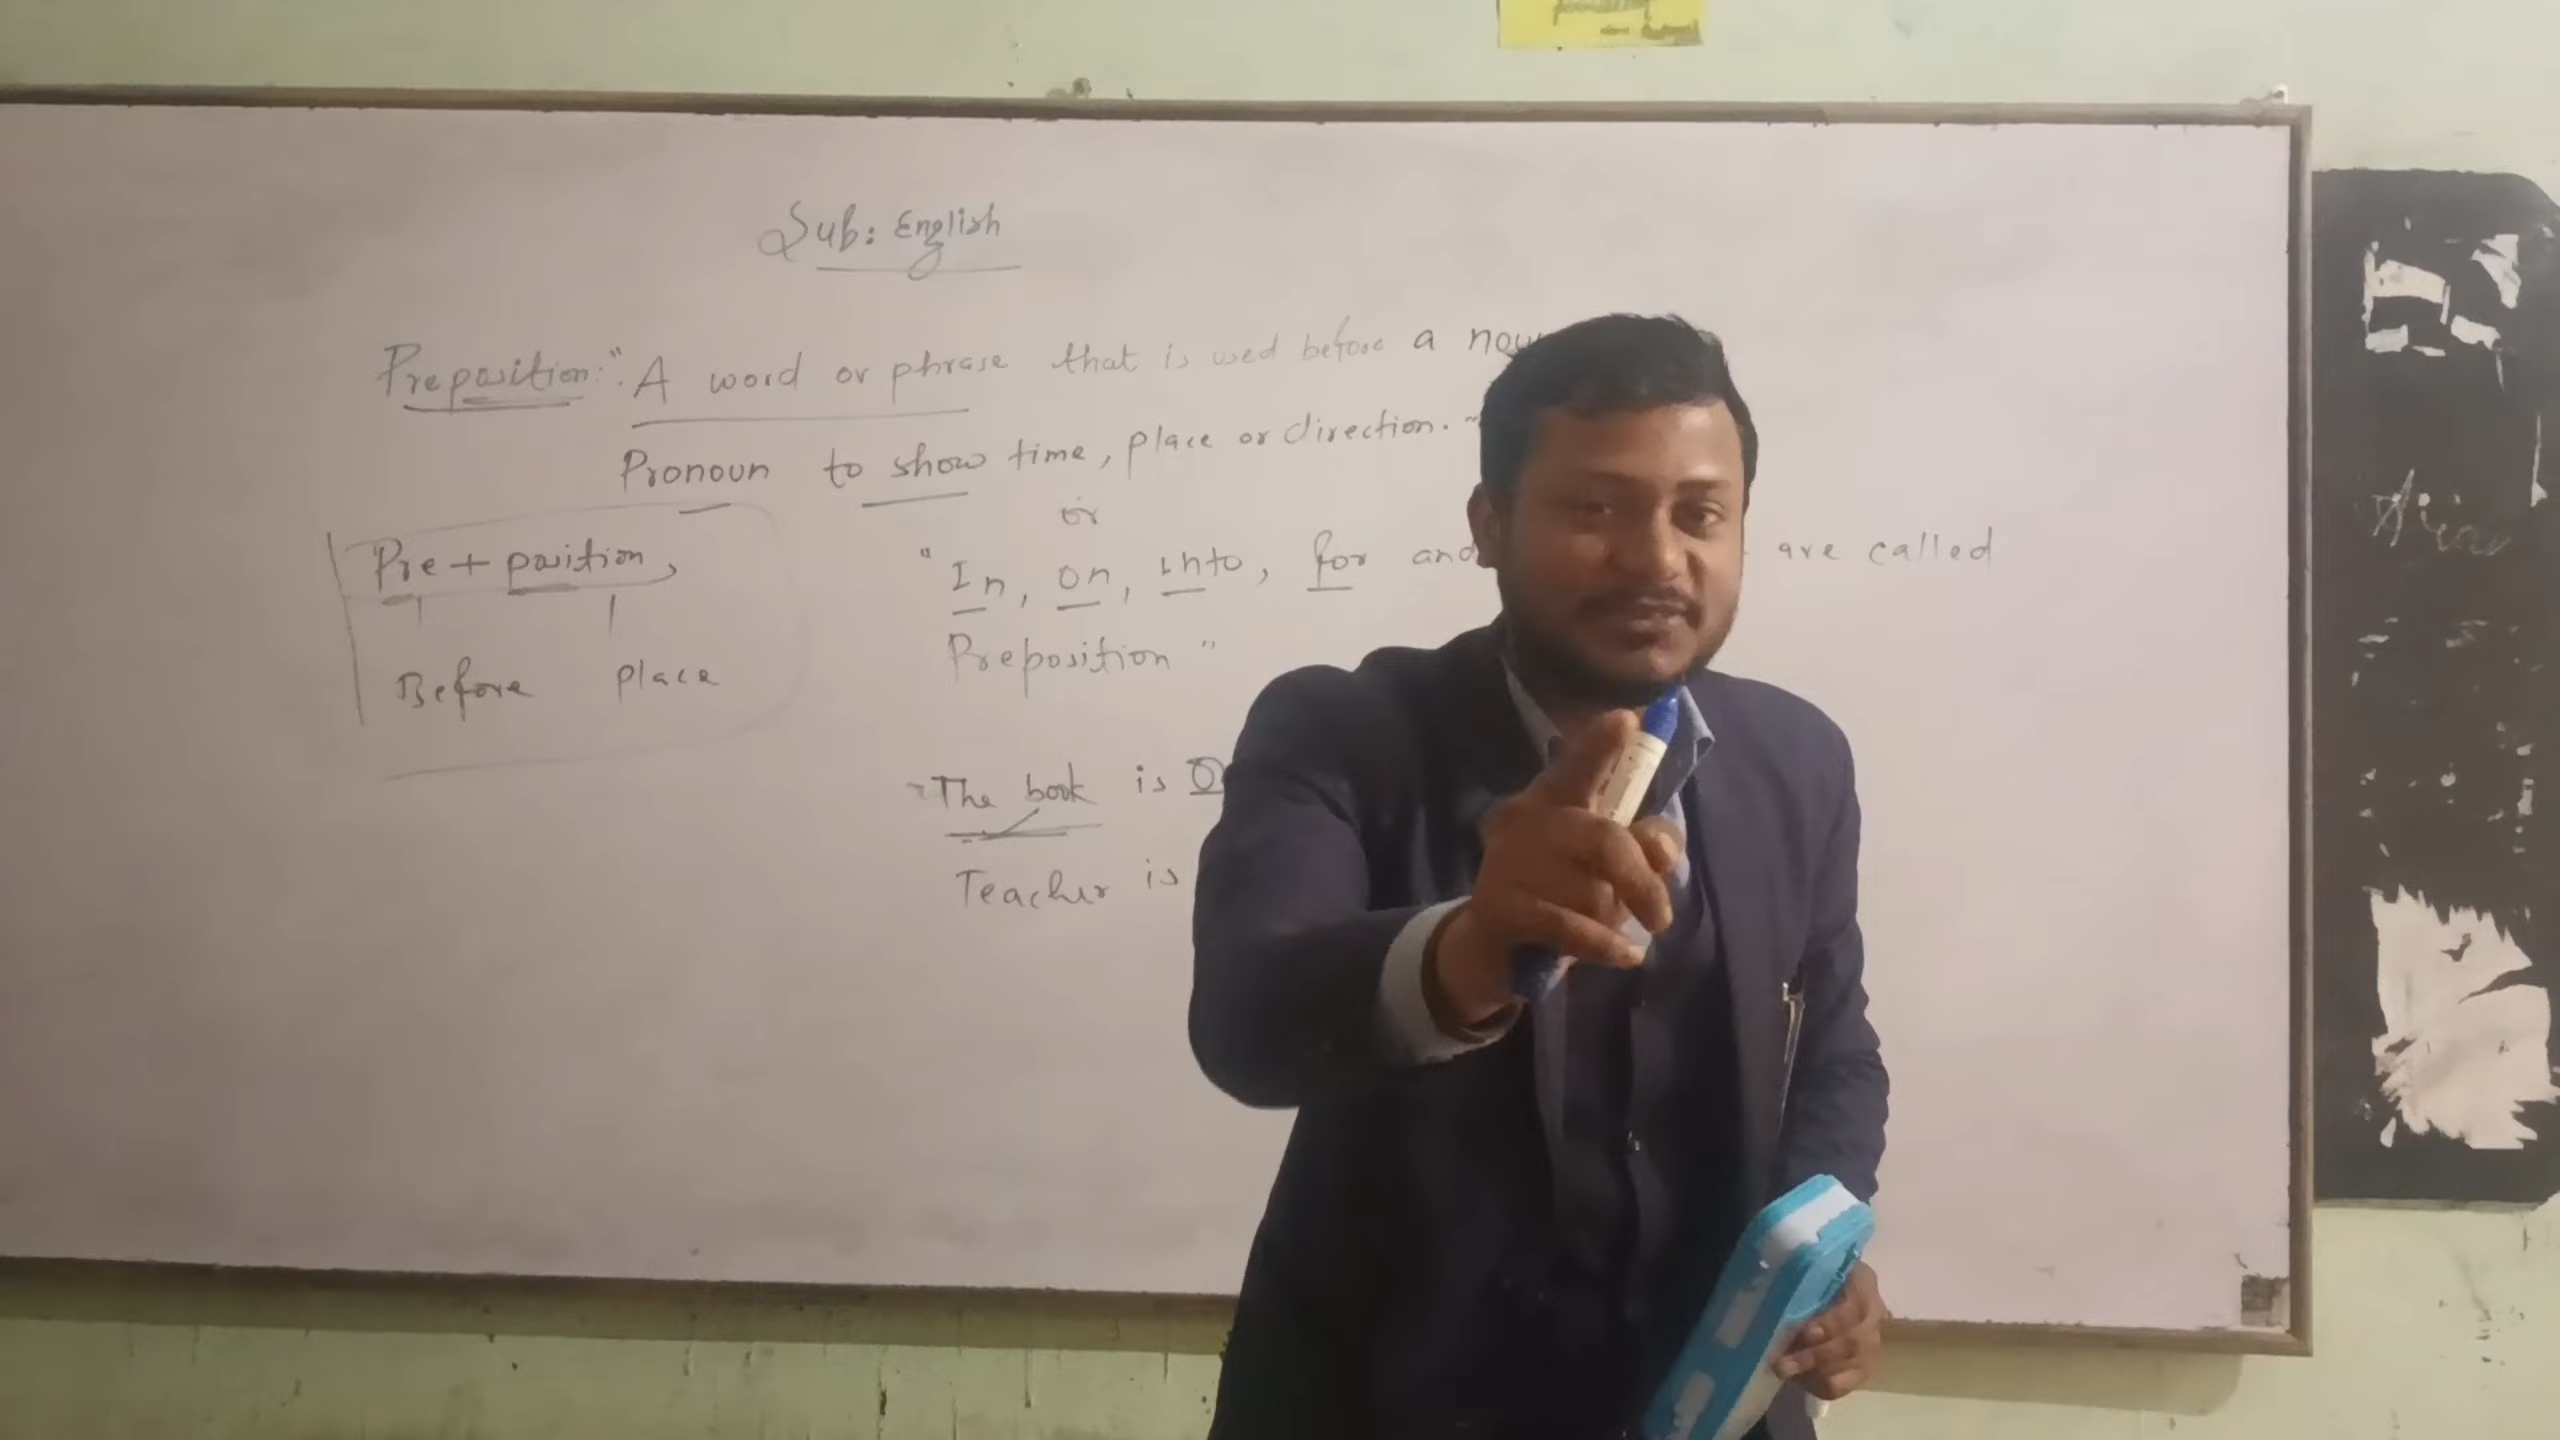 Sub: English
Preposition:". A word or phrase that is used before a noun
Pronoun to show time, place or direction."
or
Pre + position,
"In, on, into, for and are called
Preposition"
Before place
The book is
Teacher is